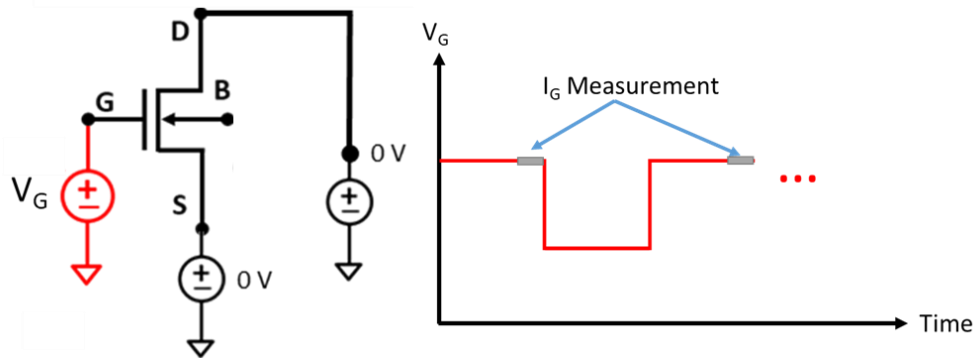 D
B
G
V_G
S
0 V
0 V
V_G
I_G Measurement
...
Time